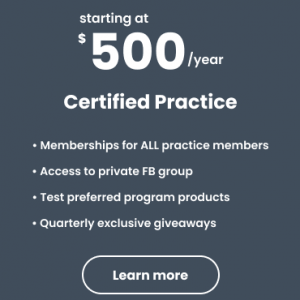 starting at
$500/year
Certified Practice
• Memberships for ALL practice members
• Access to private FB group
• Test preferred program products
• Quarterly exclusive giveaways
Learn more